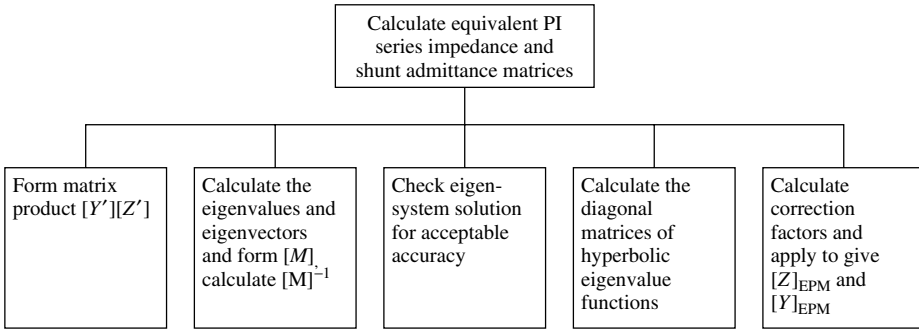 Calculate equivalent PI
series impedance and
shunt admittance matrices
Form matrix
product [Y′][Z′]
Calculate the
eigenvalues and
eigenvectors
and form [M],
calculate [M]⁻¹
Check eigen-
system solution
for acceptable
accuracy
Calculate the
diagonal
matrices of
hyperbolic
eigenvalue
functions
Calculate
correction
factors and
apply to give
[Z]EPM and
[Y]EPM